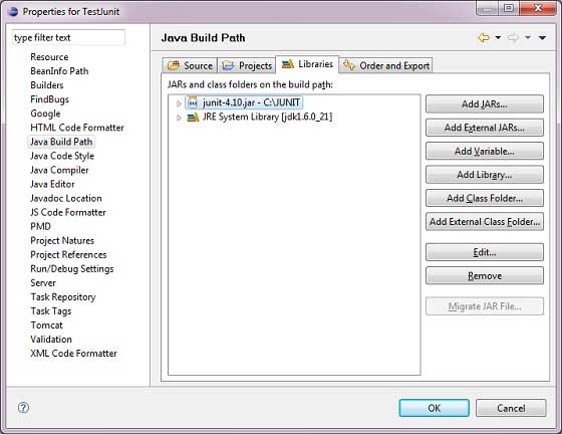 Properties for TestJunit
type filter text
Resource
BeanInfo Path
Builders
FindBugs
Google
HTML Code Formatter
Java Build Path
Java Code Style
Java Compiler
Java Editor
Javadoc Location
JS Code Formatter
PMD
Project Natures
Project References
Run/Debug Settings
Server
Task Repository
Task Tags
Tomcat
Validation
XML Code Formatter
Java Build Path
Source Projects Libraries Order and Export
JARs and class folders on the build path:
junit-4.10.jar - C:\JUNIT
JRE System Library [jdk1.6.0_21]
Add JARs...
Add External JARs...
Add Variable...
Add Library...
Add Class Folder...
Add External Class Folder...
Edit...
Remove
Migrate JAR File...
OK Cancel